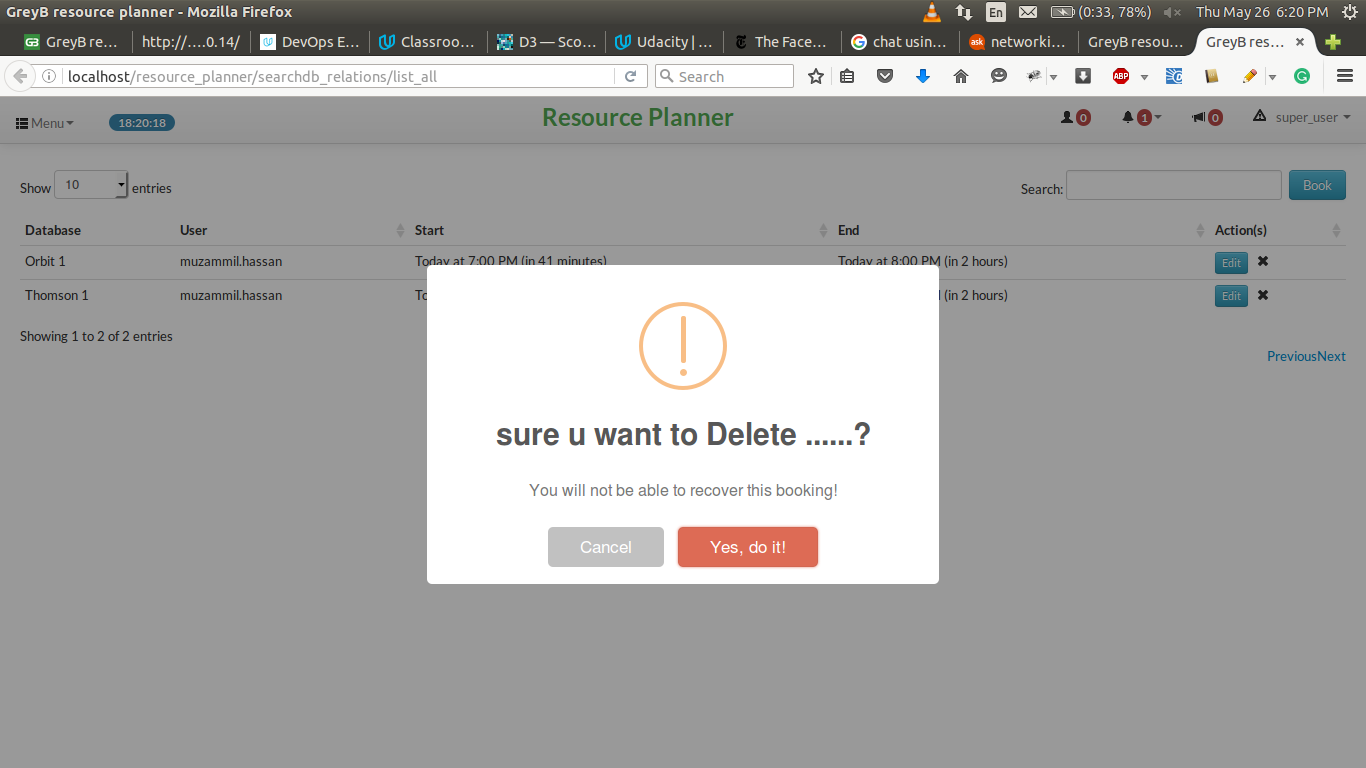 GreyB resource planner - Mozilla Firefox En (0:33, 78%) Thu May 26 6:20 PM
GB GreyB re... http://....0.14/ DevOps E... Classroo... D3 — Sco... Udacity | ... The Face... chat usin... ask networki... GreyB resou... GreyB res...
localhost/resource_planner/searchdb_relations/list_all Search ABP
Menu 18:20:18 Resource Planner 0 1 0 super_user
Show 10 entries Search: Book
Database User Start End Action(s)
Orbit 1 muzammil.hassan Today at 7:00 PM (in 41 minutes) Today at 8:00 PM (in 2 hours) Edit
Thomson 1 muzammil.hassan (in 2 hours) Edit
Showing 1 to 2 of 2 entries
PreviousNext
sure u want to Delete ......?
You will not be able to recover this booking!
Cancel Yes, do it!